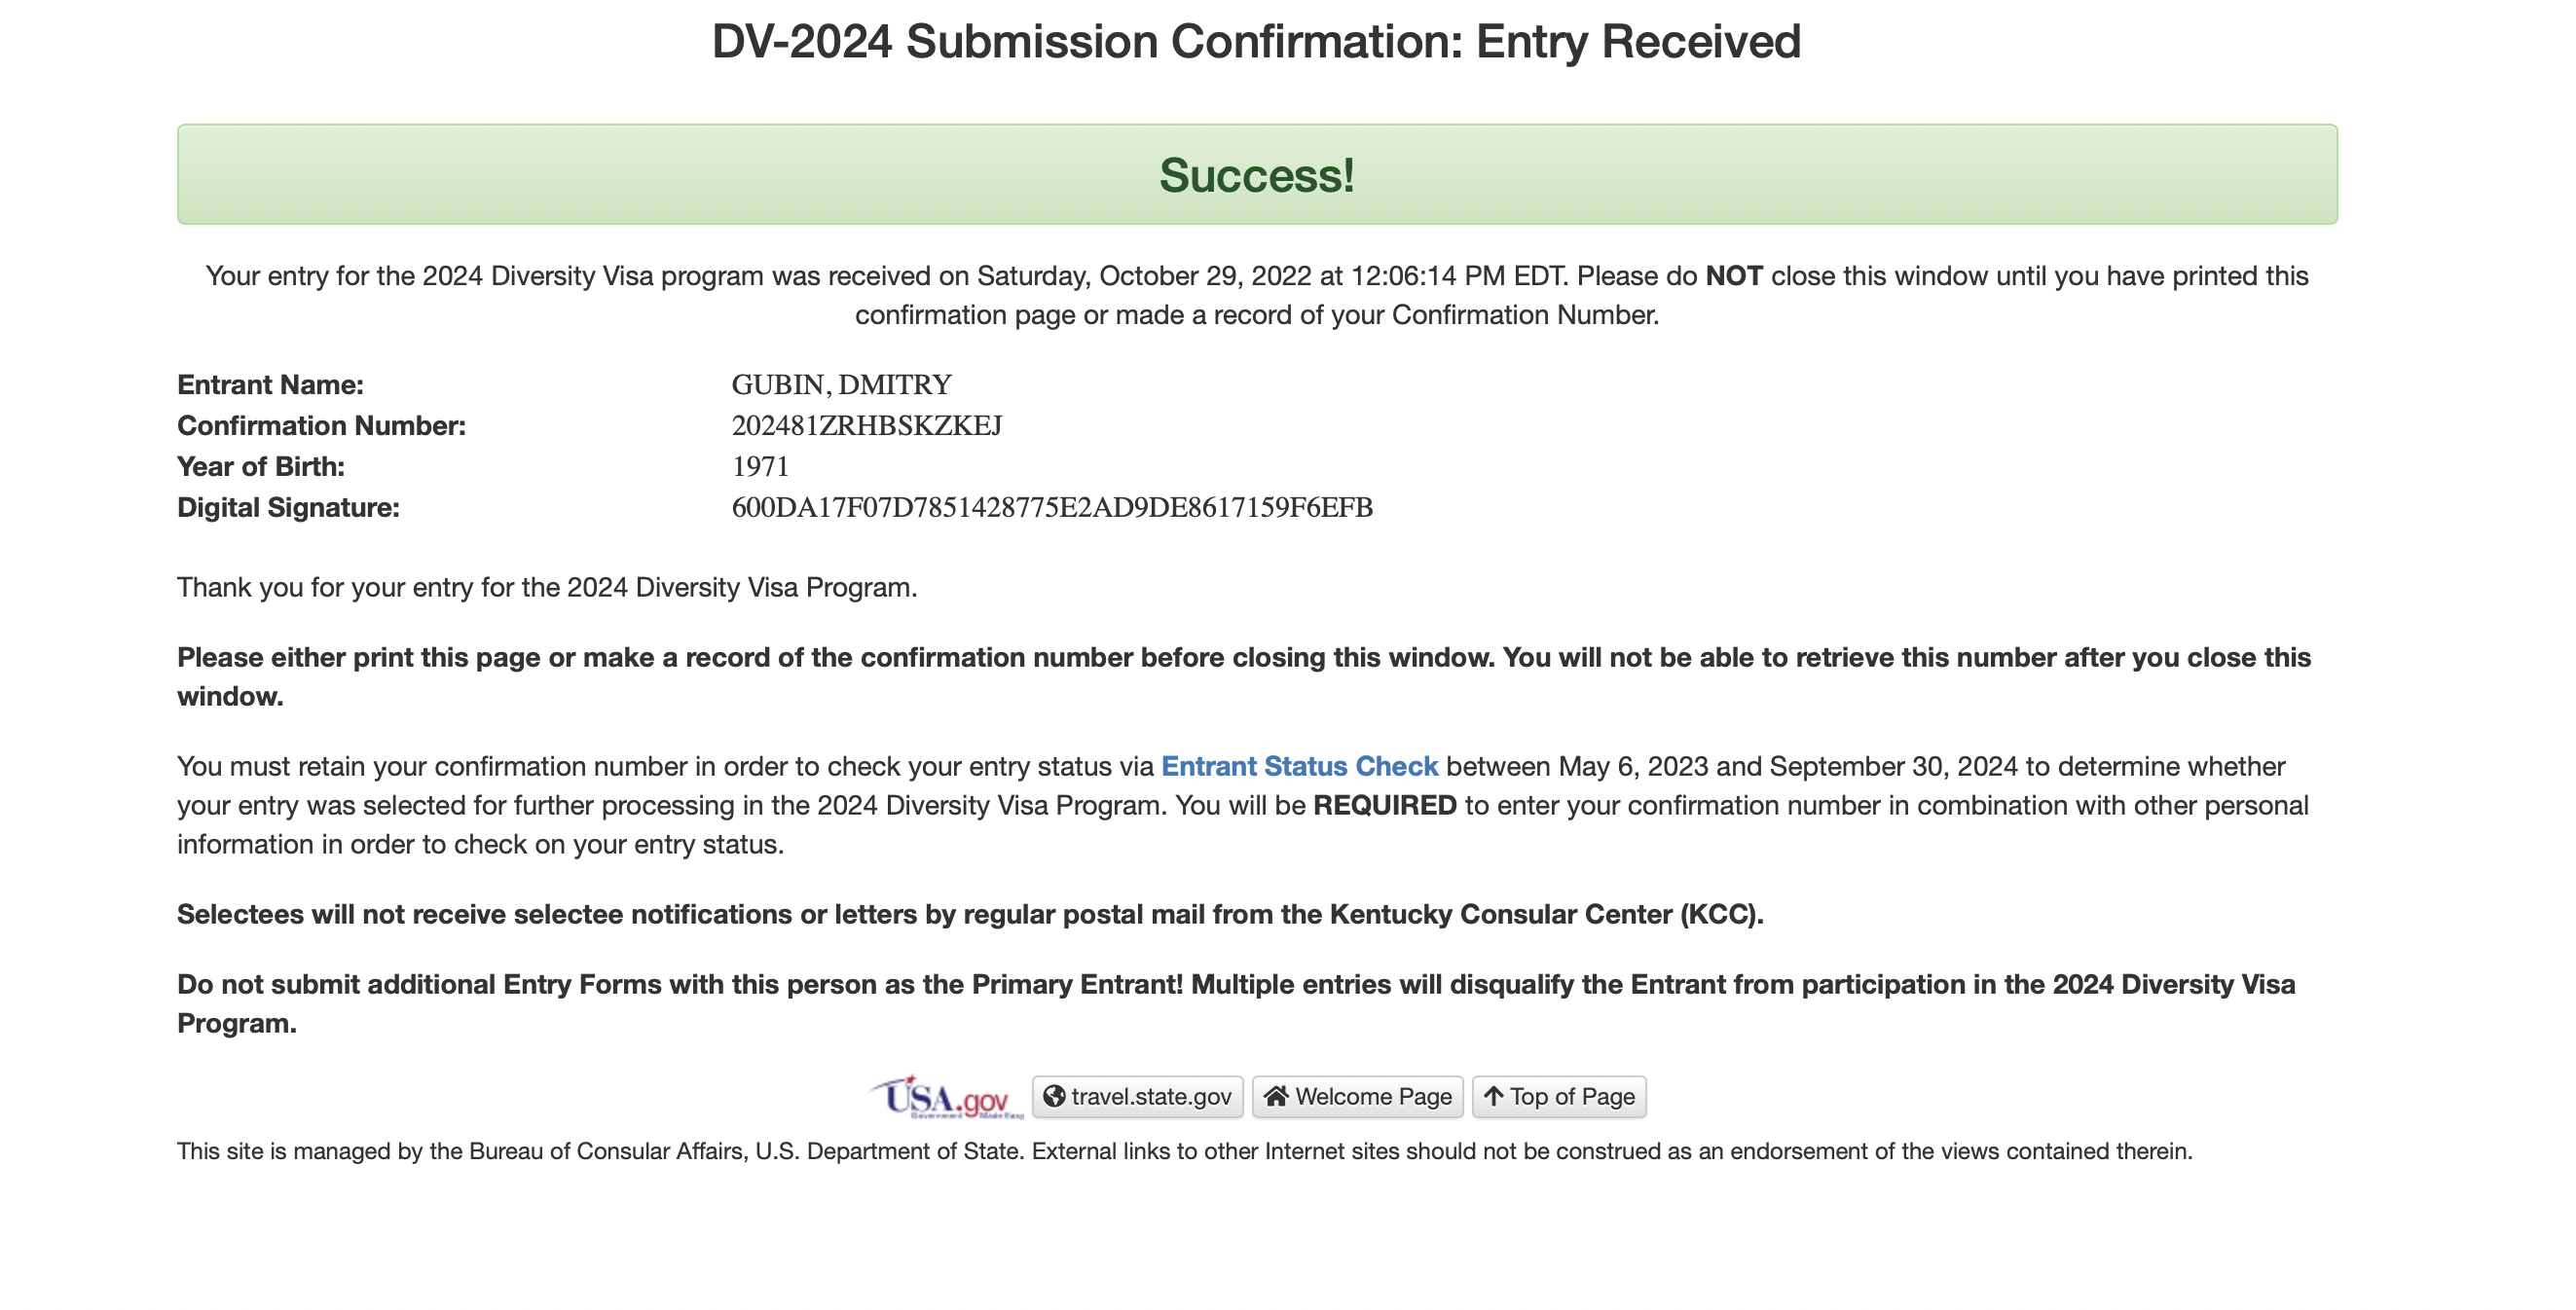 DV-2024 Submission Confirmation: Entry Received
Success!
Your entry for the 2024 Diversity Visa program was received on Saturday, October 29, 2022 at 12:06:14 PM EDT. Please do NOT close this window until you have printed this
confirmation page or made a record of your Confirmation Number.
Entrant Name: GUBIN, DMITRY
Confirmation Number: 202481ZRHBSKZKEJ
Year of Birth: 1971
Digital Signature: 600DA17F07D7851428775E2AD9DE8617159F6EFB
Thank you for your entry for the 2024 Diversity Visa Program.
Please either print this page or make a record of the confirmation number before closing this window. You will not be able to retrieve this number after you close this
window.
You must retain your confirmation number in order to check your entry status via Entrant Status Check between May 6, 2023 and September 30, 2024 to determine whether
your entry was selected for further processing in the 2024 Diversity Visa Program. You will be REQUIRED to enter your confirmation number in combination with other personal
information in order to check on your entry status.
Selectees will not receive selectee notifications or letters by regular postal mail from the Kentucky Consular Center (KCC).
Do not submit additional Entry Forms with this person as the Primary Entrant! Multiple entries will disqualify the Entrant from participation in the 2024 Diversity Visa
Program.
USA.gov travel.state.gov Welcome Page Top of Page
Government Made Easy
This site is managed by the Bureau of Consular Affairs, U.S. Department of State. External links to other Internet sites should not be construed as an endorsement of the views contained therein.